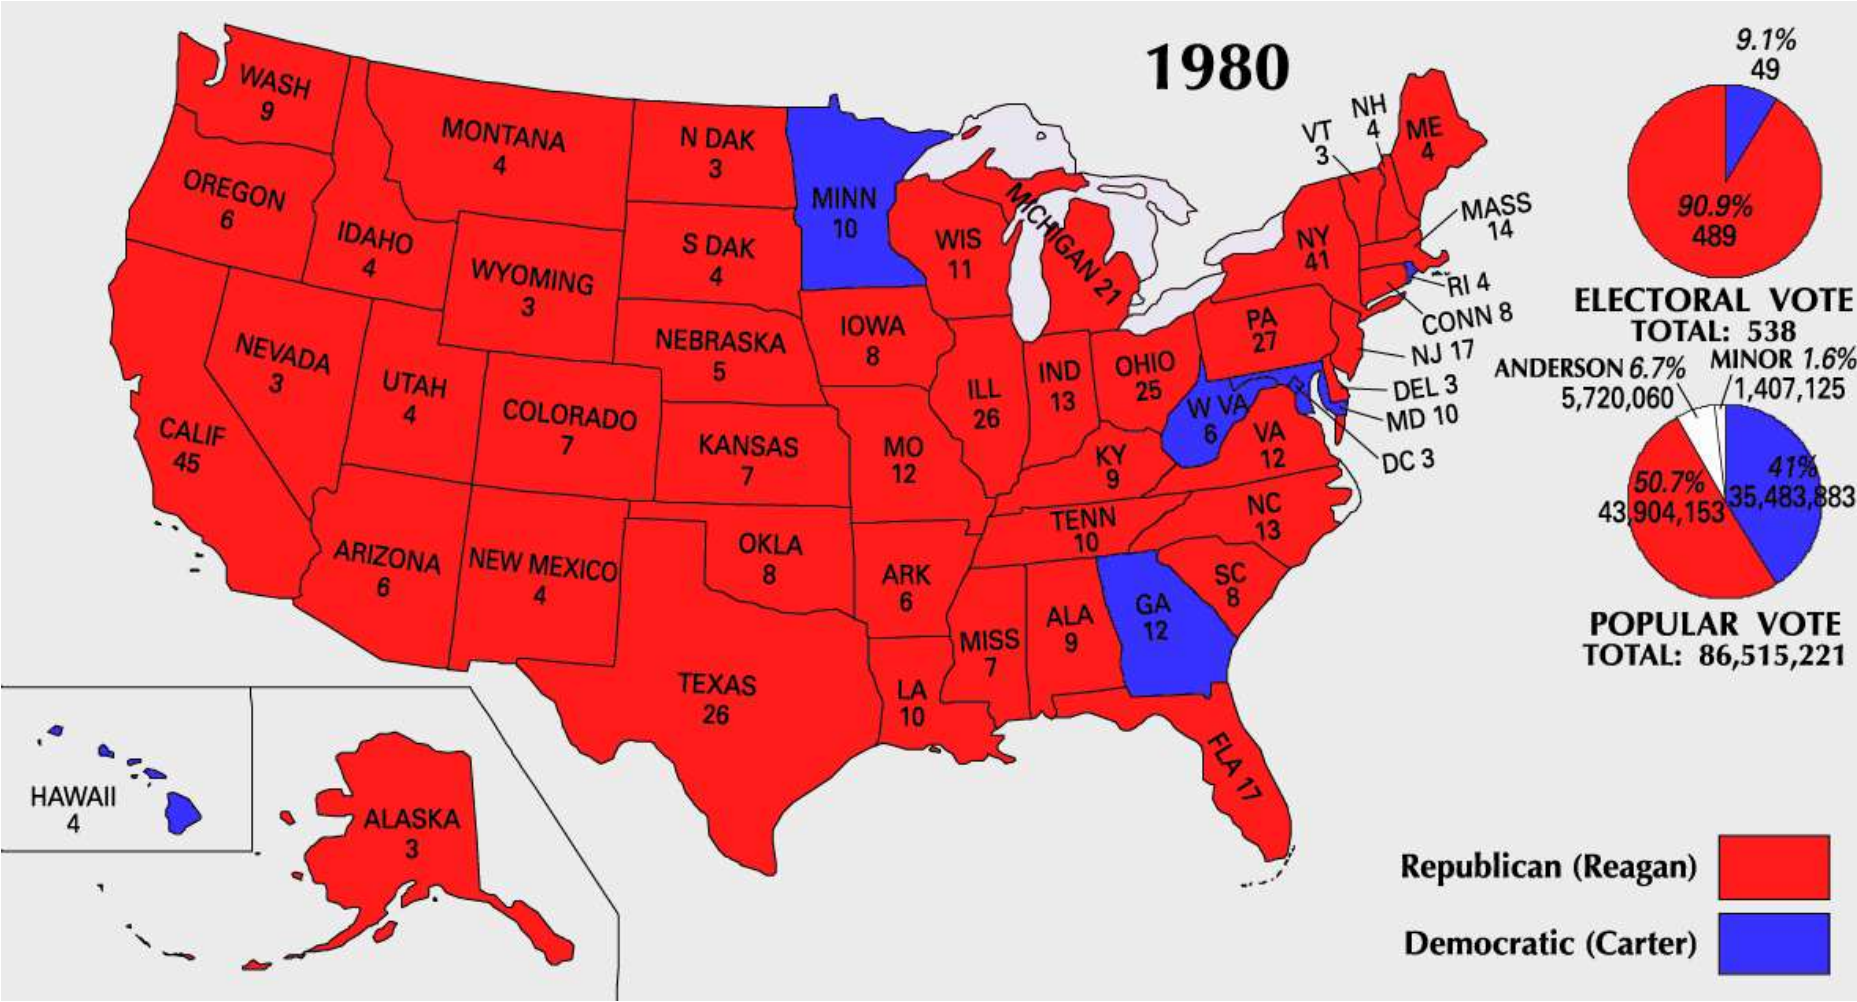 1980
WASH
9
OREGON
6
CALIF
45
NEVADA
3
IDAHO
4
MONTANA
4
WYOMING
3
UTAH
4
COLORADO
7
ARIZONA
6
NEW MEXICO
4
N DAK
3
S DAK
4
NEBRASKA
5
KANSAS
7
OKLA
8
TEXAS
26
MINN
10
IOWA
8
MO
12
ARK
6
LA
10
WIS
11
ILL
26
MICHIGAN 21
IND
13
OHIO
25
KY
9
TENN
10
MISS
7
ALA
9
GA
12
FLA 17
SC
8
NC
13
VA
12
W VA
6
PA
27
NY
41
VT
3
NH
4
ME
4
MASS
14
RI 4
CONN 8
NJ 17
DEL 3
MD 10
DC 3
HAWAII
4
ALASKA
3
9.1%
49
90.9%
489
ELECTORAL VOTE
TOTAL: 538
ANDERSON 6.7%
5,720,060
MINOR 1.6%
1,407,125
50.7%
43,904,153
41%
35,483,883
POPULAR VOTE
TOTAL: 86,515,221
Republican (Reagan)
Democratic (Carter)